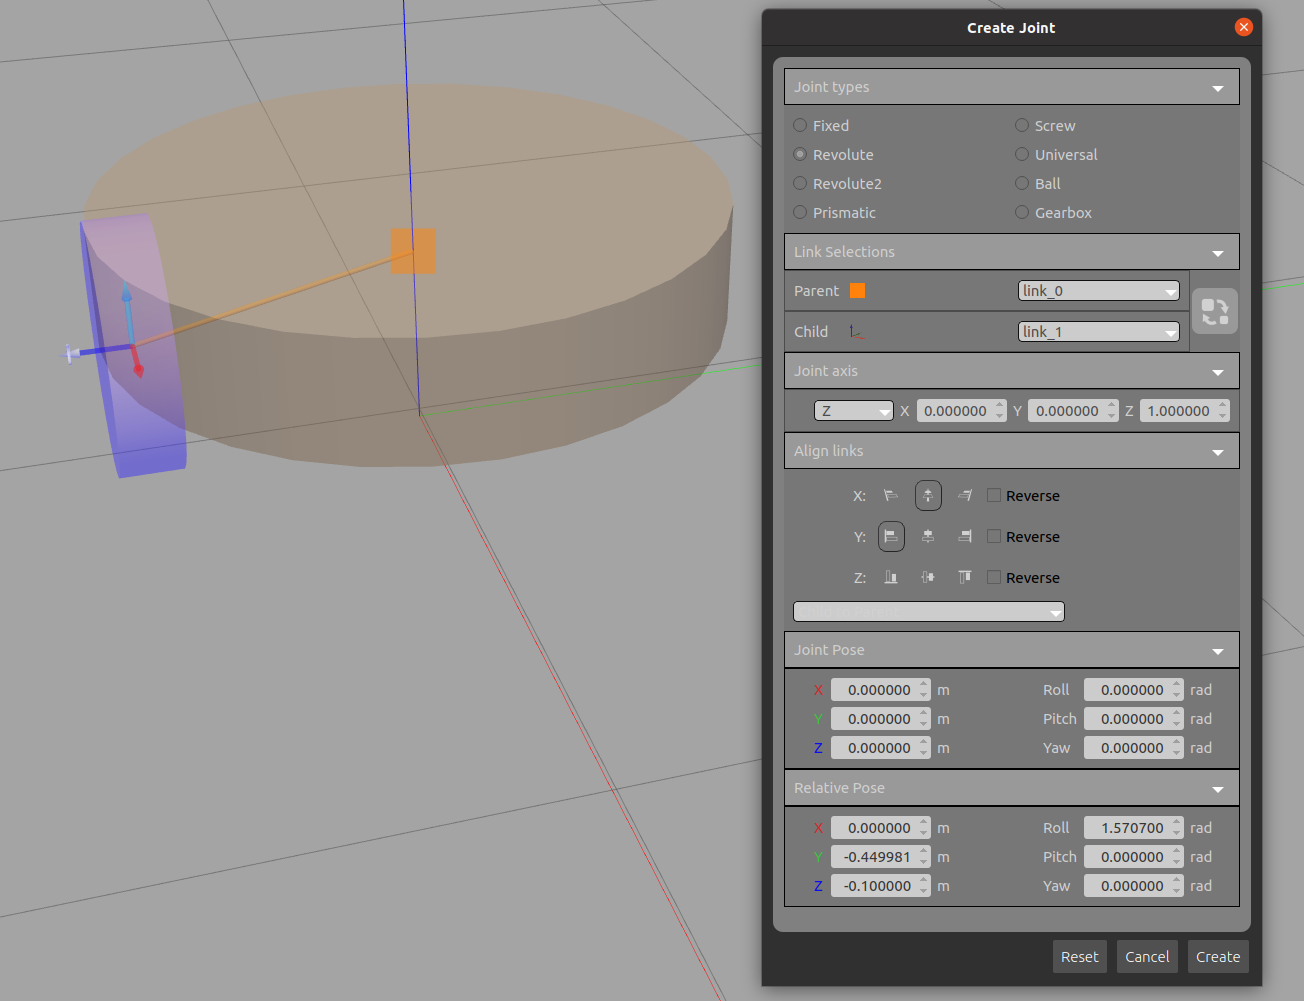 Create Joint
Joint types
Fixed Screw
Revolute Universal
Revolute2 Ball
Prismatic Gearbox
Link Selections
Parent link_0
Child link_1
Joint axis
Z X 0.000000 Y 0.000000 Z 1.000000
Align links
X: Reverse
Y: Reverse
Z: Reverse
Joint Pose
X 0.000000 m Roll 0.000000 rad
Y 0.000000 m Pitch 0.000000 rad
Z 0.000000 m Yaw 0.000000 rad
Relative Pose
X 0.000000 m Roll 1.570700 rad
Y -0.449981 m Pitch 0.000000 rad
Z -0.100000 m Yaw 0.000000 rad
Reset Cancel Create